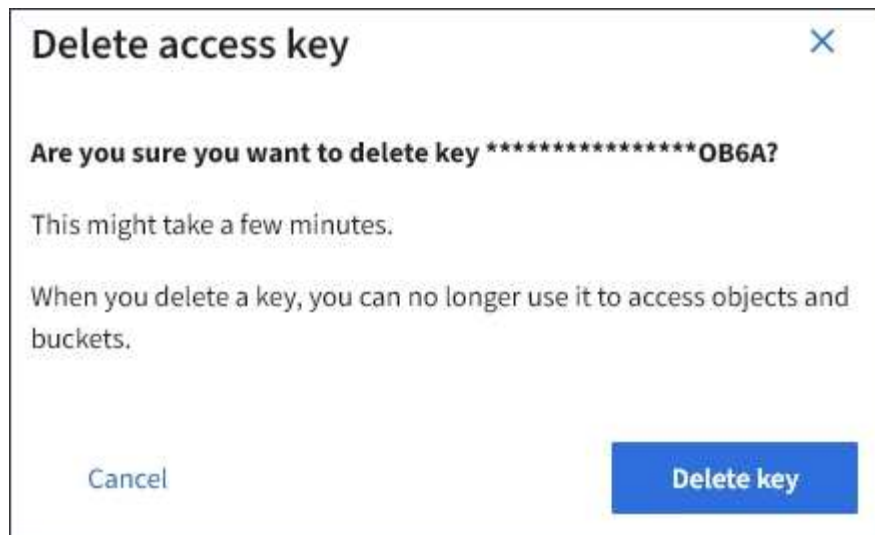 Delete access key
Are you sure you want to delete key ****************OB6A?
This might take a few minutes.
When you delete a key, you can no longer use it to access objects and
buckets.
Cancel
Delete key